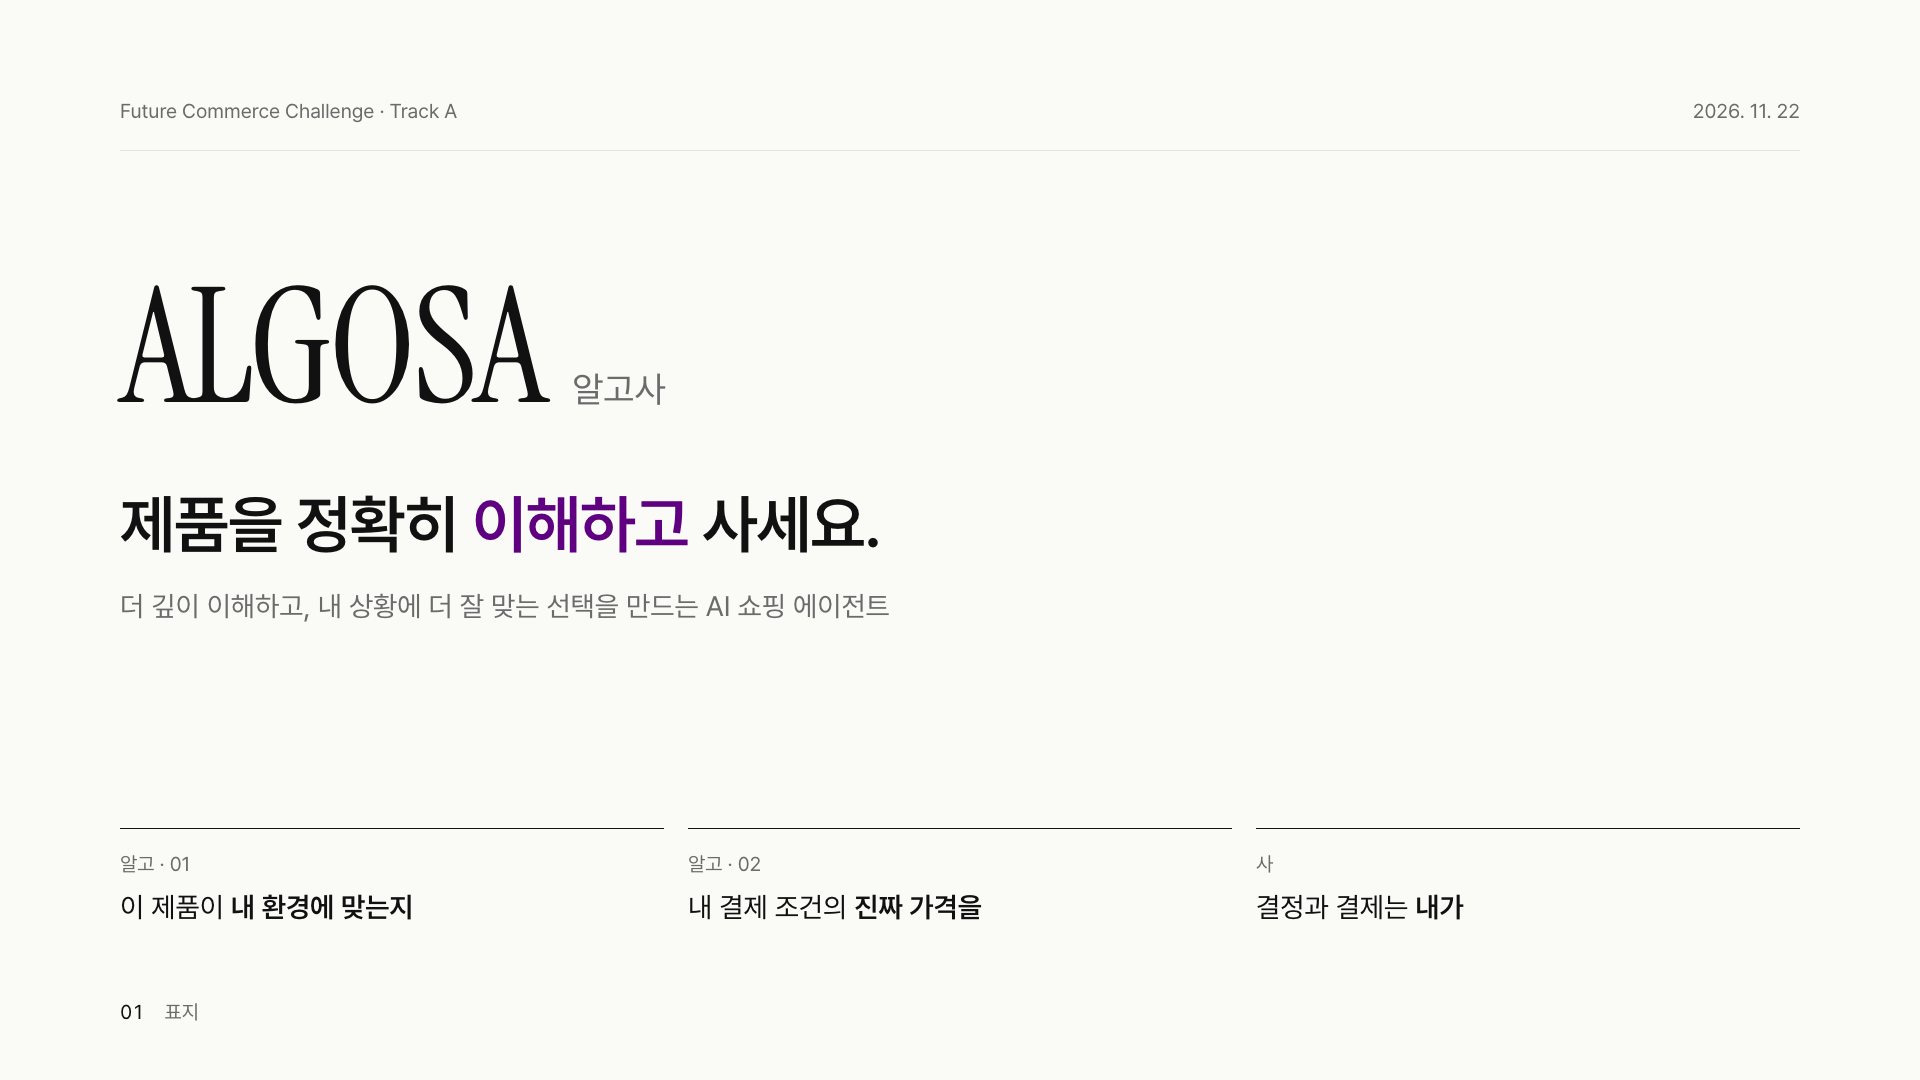 Future Commerce Challenge · Track A
2026. 11. 22
ALGOSA 알고사
제품을 정확히 이해하고 사세요.
더 깊이 이해하고, 내 상황에 더 잘 맞는 선택을 만드는 AI 쇼핑 에이전트
알고 · 01
이 제품이 내 환경에 맞는지
알고 · 02
내 결제 조건의 진짜 가격을
사
결정과 결제는 내가
01 표지